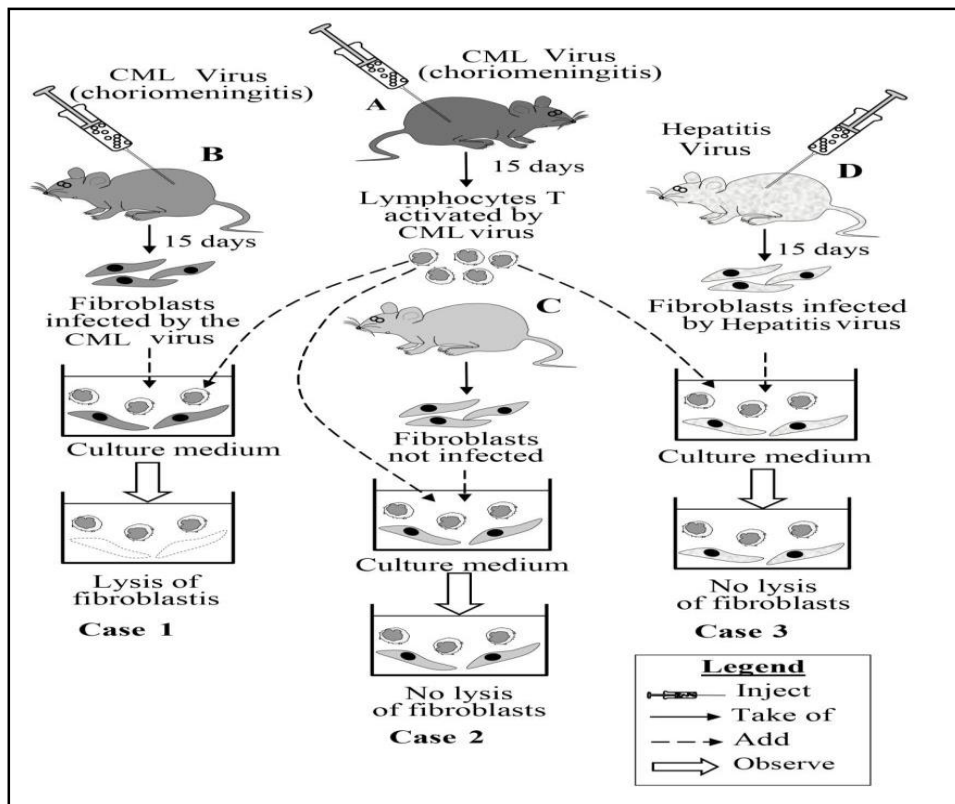 CML Virus
(choriomeningitis)
B
15 days
Fibroblasts
infected by the
CML virus
Culture medium
Lysis of
fibroblastis
Case 1
CML Virus
(choriomeningitis)
A
15 days
Lymphocytes T
activated by
CML virus
C
Fibroblasts
not infected
Culture medium
No lysis
of fibroblasts
Case 2
Hepatitis
Virus
D
15 days
Fibroblasts infected
by Hepatitis virus
Culture medium
No lysis
of fibroblasts
Case 3
Legend
Inject
Take of
Add
Observe